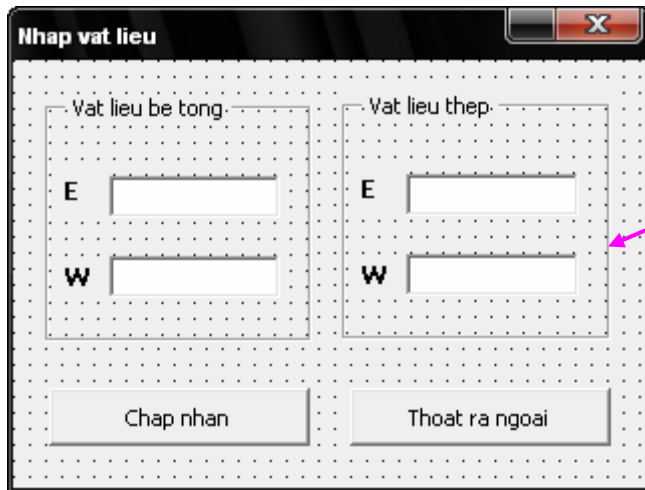 Nhap vat lieu
Vat lieu be tong
Vat lieu thep
E
E
W
W
Chap nhan
Thoat ra ngoai